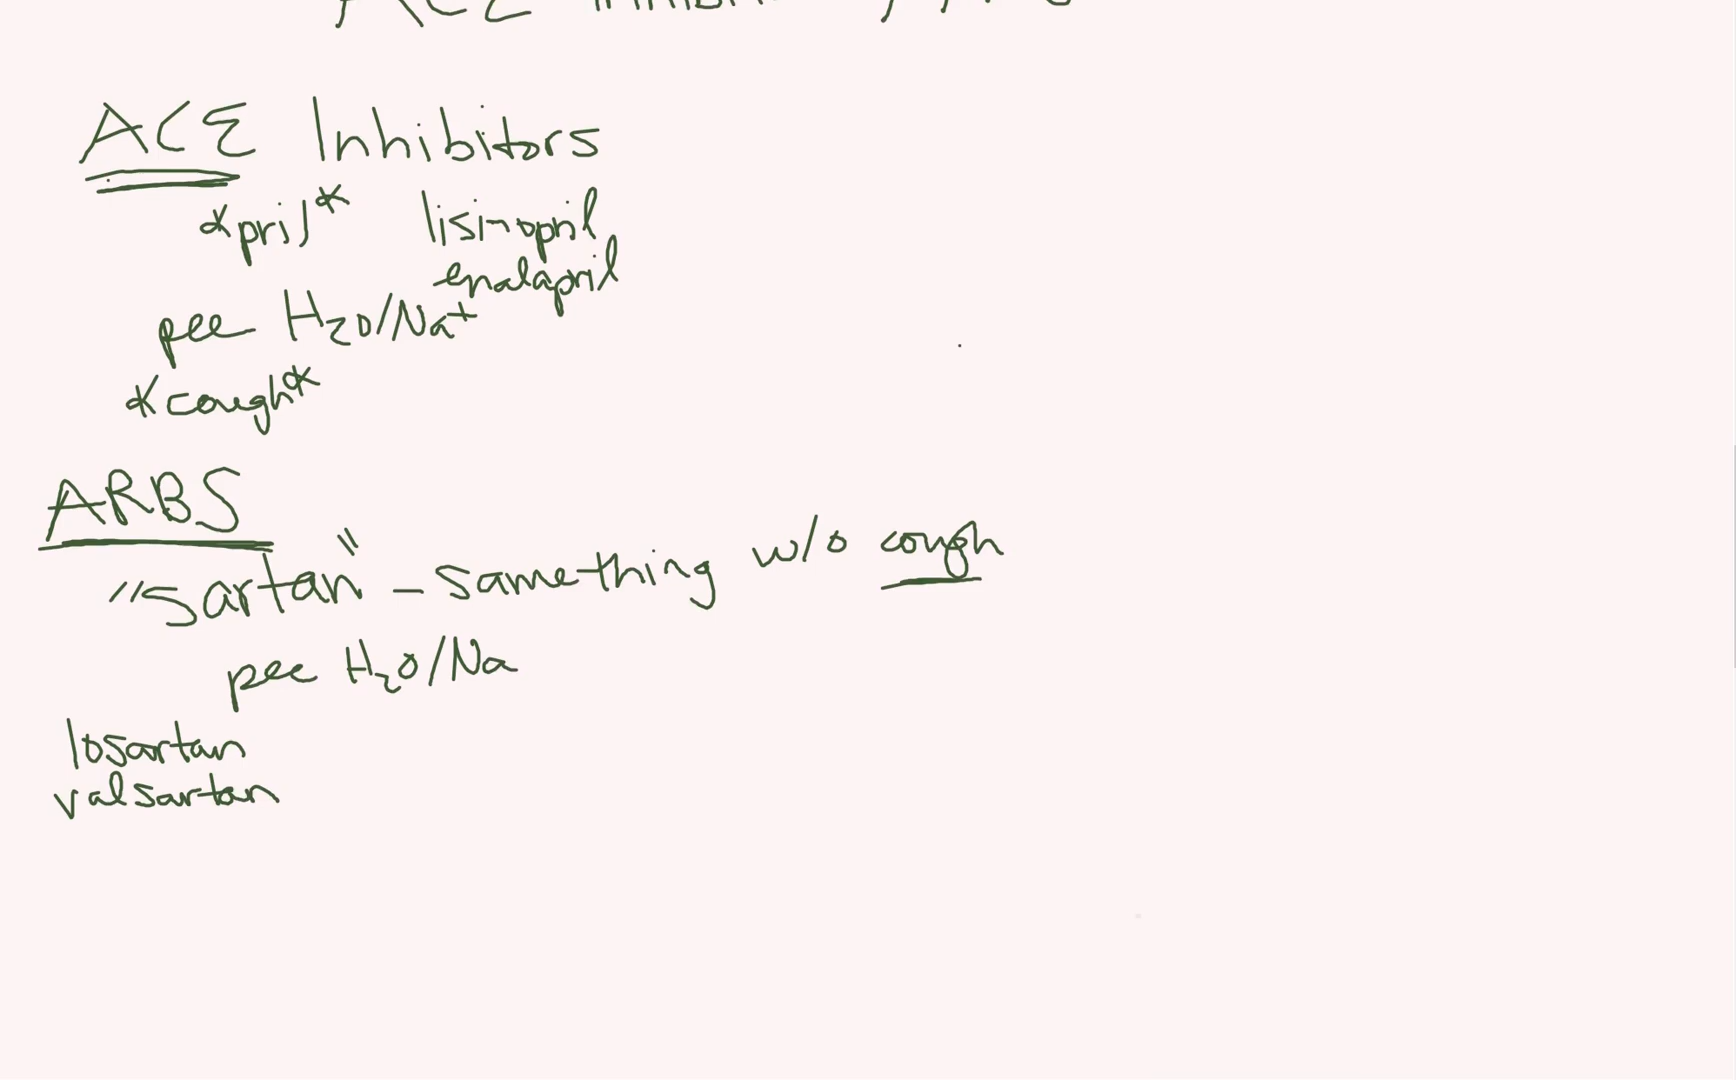 ACE Inhibitors
*pril* lisinopril
enalapril
pee H2O/Na+
*cough*
ARBS
"Sartan" - same thing w/o cough
pee H2O/Na
losartan
valsartan